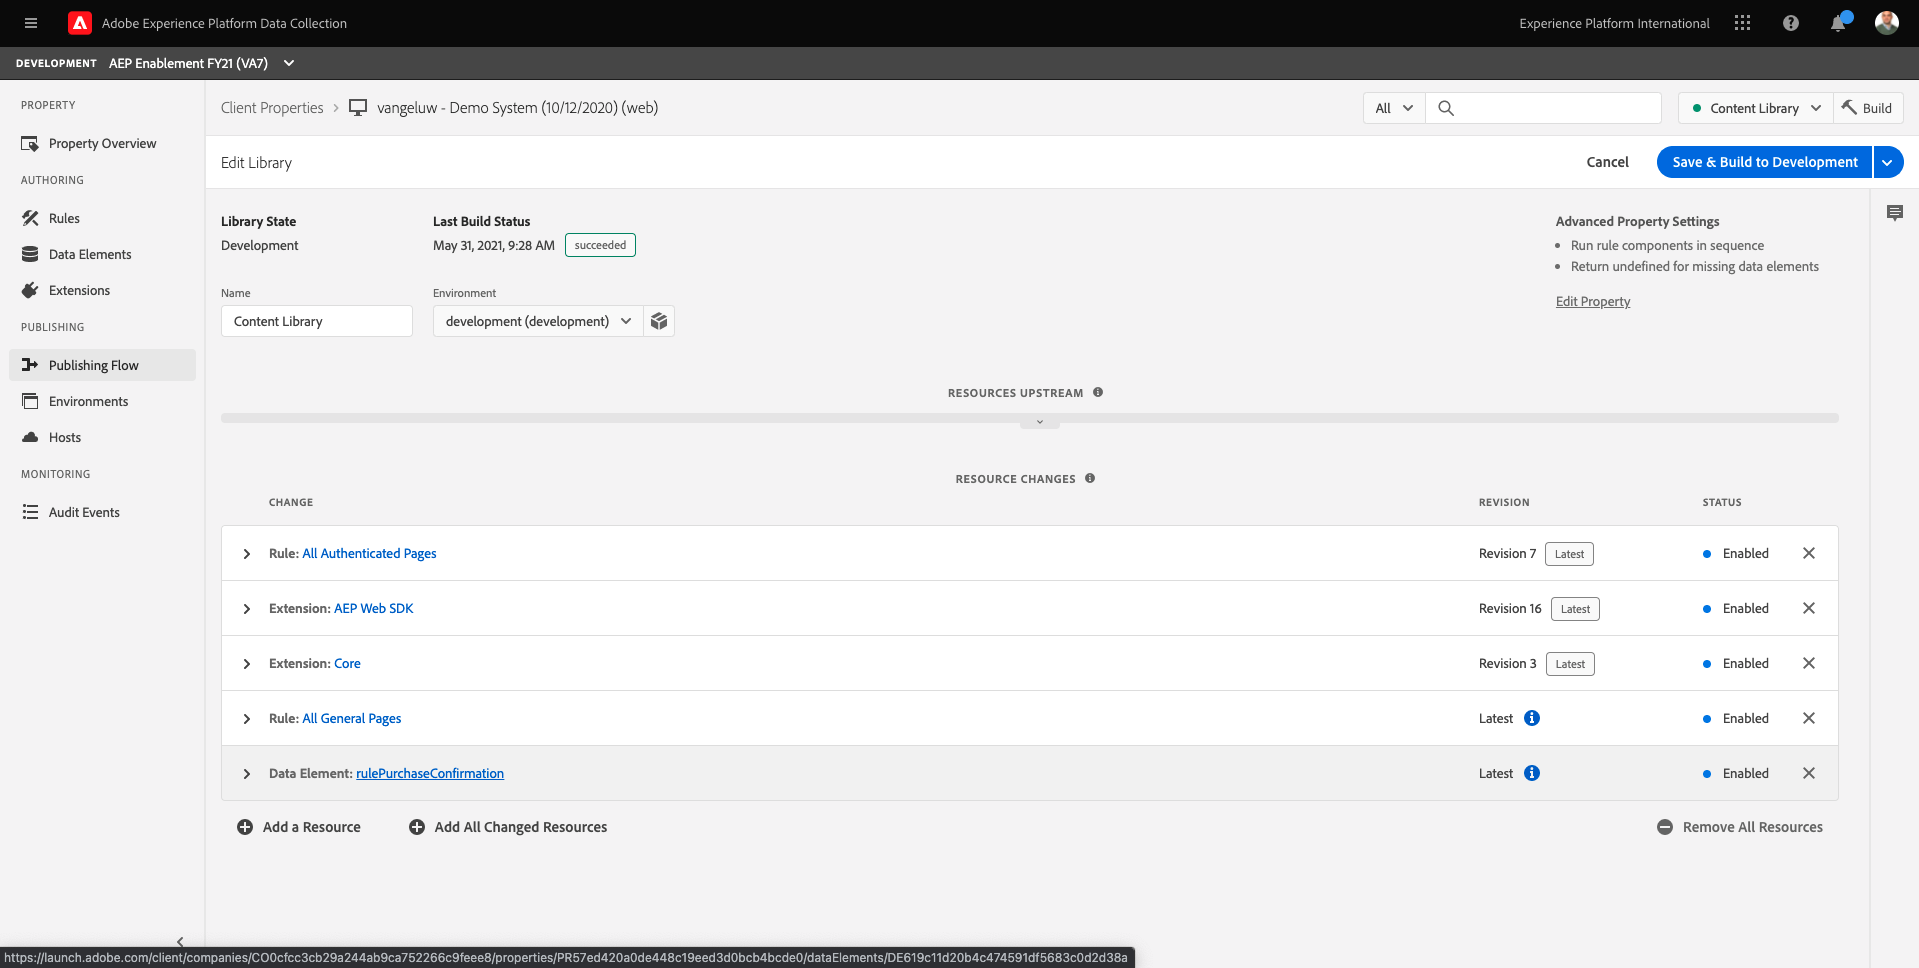 Adobe Experience Platform Data Collection
Experience Platform International
DEVELOPMENT AEP Enablement FY21 (VA7)
PROPERTY
Property Overview
AUTHORING
Rules
Data Elements
Extensions
PUBLISHING
Publishing Flow
Environments
Hosts
MONITORING
Audit Events
Client Properties > vangeluw - Demo System (10/12/2020) (web)
All
Content Library
Build
Edit Library
Cancel
Save & Build to Development
Library State
Development
Last Build Status
May 31, 2021, 9:28 AM succeeded
Advanced Property Settings
• Run rule components in sequence
• Return undefined for missing data elements
Edit Property
Name
Content Library
Environment
development (development)
RESOURCES UPSTREAM
RESOURCE CHANGES
CHANGE REVISION STATUS
Rule: All Authenticated Pages Revision 7 Latest Enabled
Extension: AEP Web SDK Revision 16 Latest Enabled
Extension: Core Revision 3 Latest Enabled
Rule: All General Pages Latest Enabled
Data Element: rulePurchaseConfirmation Latest Enabled
Add a Resource Add All Changed Resources Remove All Resources
https://launch.adobe.com/client/companies/CO0cfcc3cb29a244ab9ca752266c9feee8/properties/PR57ed420a0de448c19eed3d0bcb4bcde0/dataElements/DE619c11d20b4c474591df5683c0d2d38a